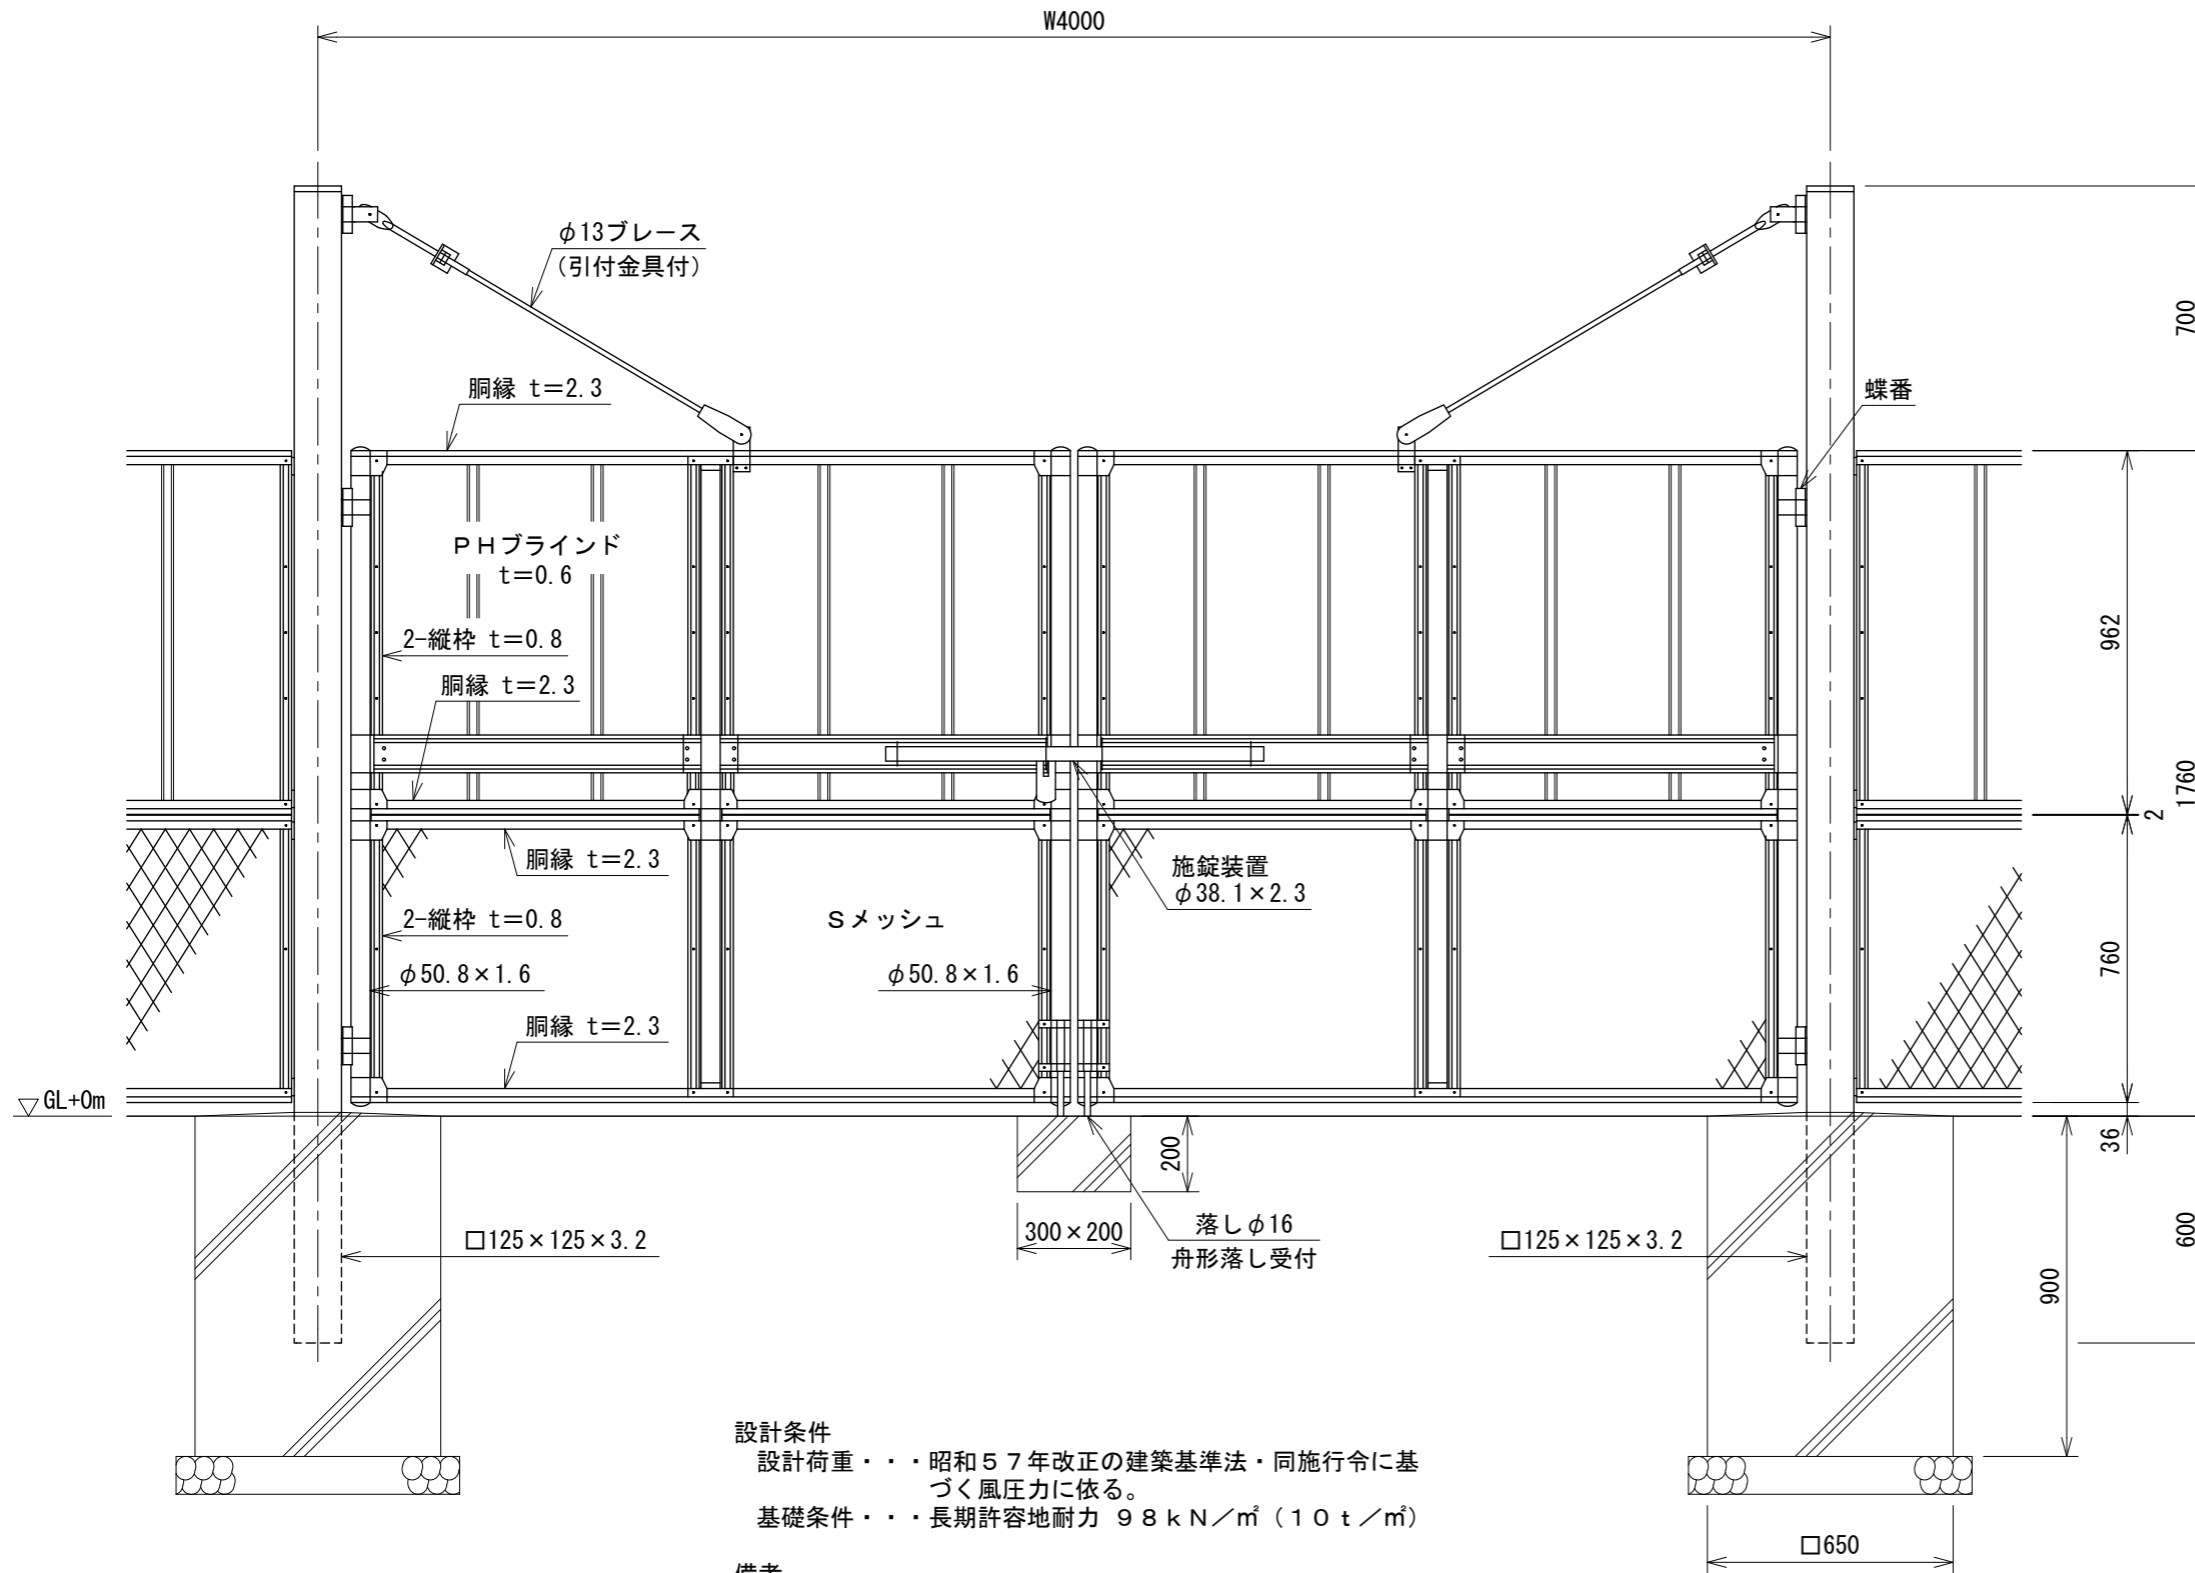 W4000
φ13ブレース
(引付金具付)
700
胴縁 t=2.3
蝶番
PHブラインド
t=0.6
2-縦枠 t=0.8
962
胴縁 t=2.3
1760
2
胴縁 t=2.3
施錠装置
φ38.1×2.3
2-縦枠 t=0.8
Sメッシュ
760
φ50.8×1.6
φ50.8×1.6
胴縁 t=2.3
▽ GL+0m
36
200
300×200
落しφ16
舟形落し受付
□125×125×3.2
□125×125×3.2
600
900
設計条件
設計荷重・・・昭和57年改正の建築基準法・同施行令に基
づく風圧力に依る。
基礎条件・・・長期許容地耐力 98kN/㎡(10t/㎡)
□650
備考